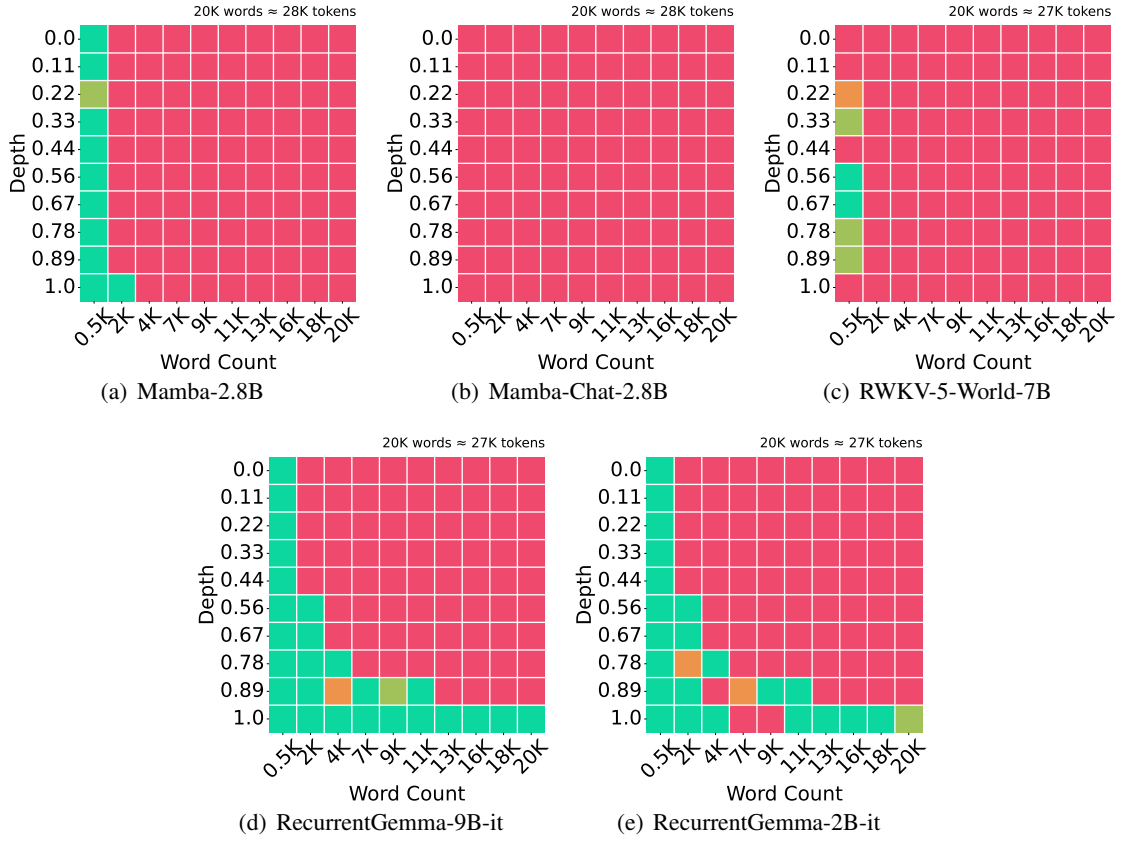 20K words ≈ 28K tokens
0.0
0.11
0.22
0.33
0.44
0.56
0.67
0.78
0.89
1.0
Depth
0.5K 2K 4K 7K 9K 11K 13K 16K 18K 20K
Word Count
(a) Mamba-2.8B
20K words ≈ 28K tokens
0.0
0.11
0.22
0.33
0.44
0.56
0.67
0.78
0.89
1.0
Depth
0.5K 2K 4K 7K 9K 11K 13K 16K 18K 20K
Word Count
(b) Mamba-Chat-2.8B
20K words ≈ 27K tokens
0.0
0.11
0.22
0.33
0.44
0.56
0.67
0.78
0.89
1.0
Depth
0.5K 2K 4K 7K 9K 11K 13K 16K 18K 20K
Word Count
(c) RWKV-5-World-7B
20K words ≈ 27K tokens
0.0
0.11
0.22
0.33
0.44
0.56
0.67
0.78
0.89
1.0
Depth
0.5K 2K 4K 7K 9K 11K 13K 16K 18K 20K
Word Count
(d) RecurrentGemma-9B-it
20K words ≈ 27K tokens
0.0
0.11
0.22
0.33
0.44
0.56
0.67
0.78
0.89
1.0
Depth
0.5K 2K 4K 7K 9K 11K 13K 16K 18K 20K
Word Count
(e) RecurrentGemma-2B-it